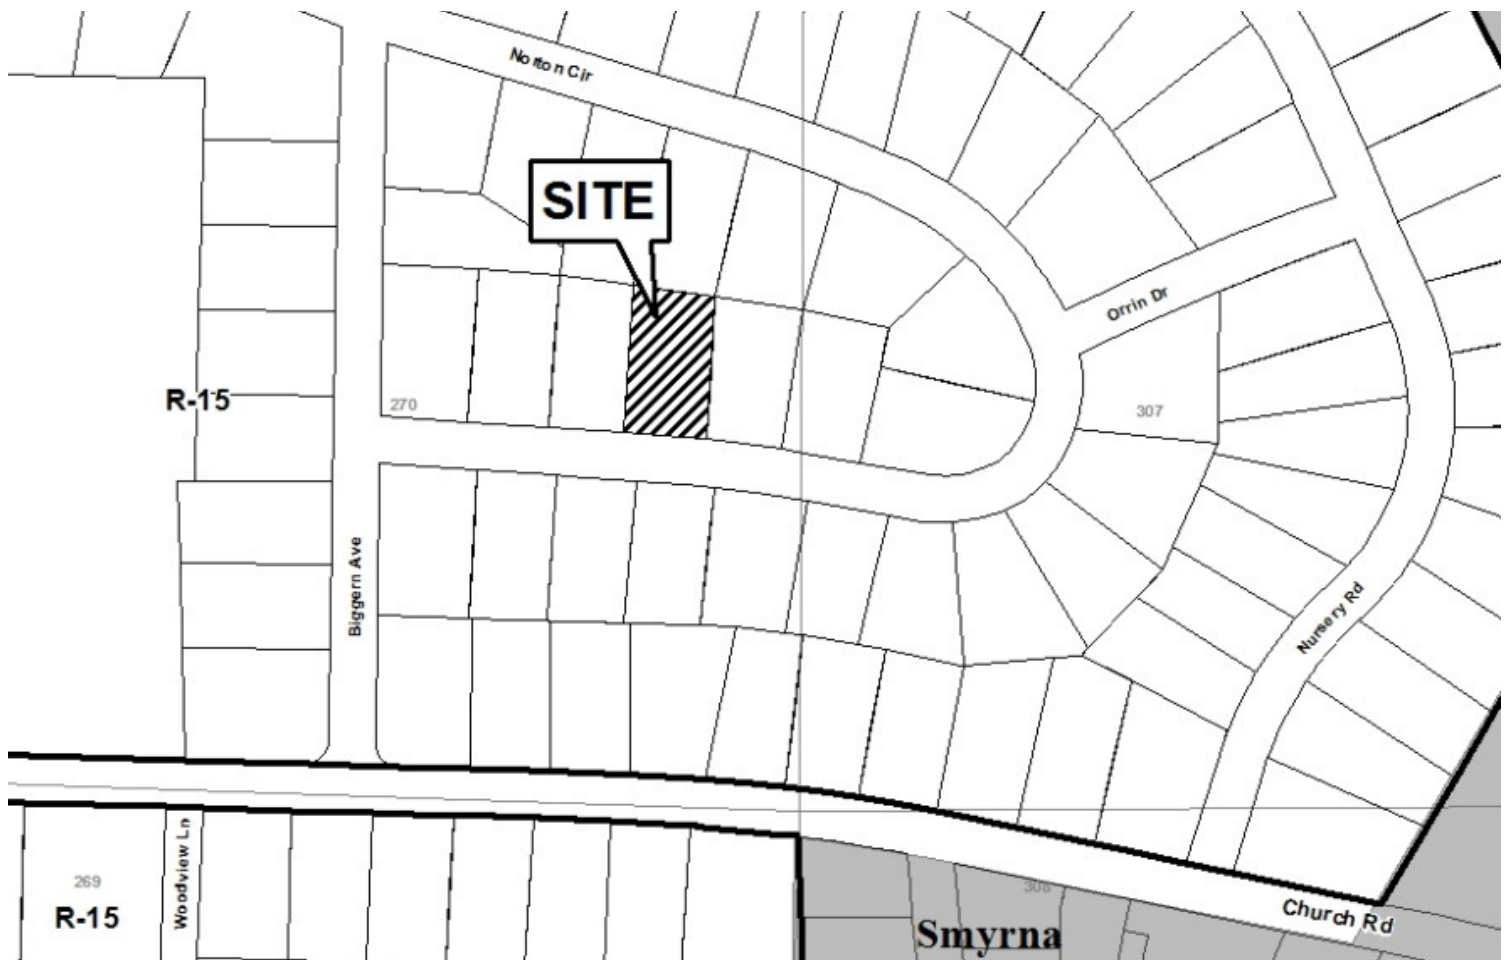 Norton Cir
SITE
Orrin Dr
R-15
270
307
Biggern Ave
Nursery Rd
Woodview Ln
269
R-15
308
Church Rd
Smyrna